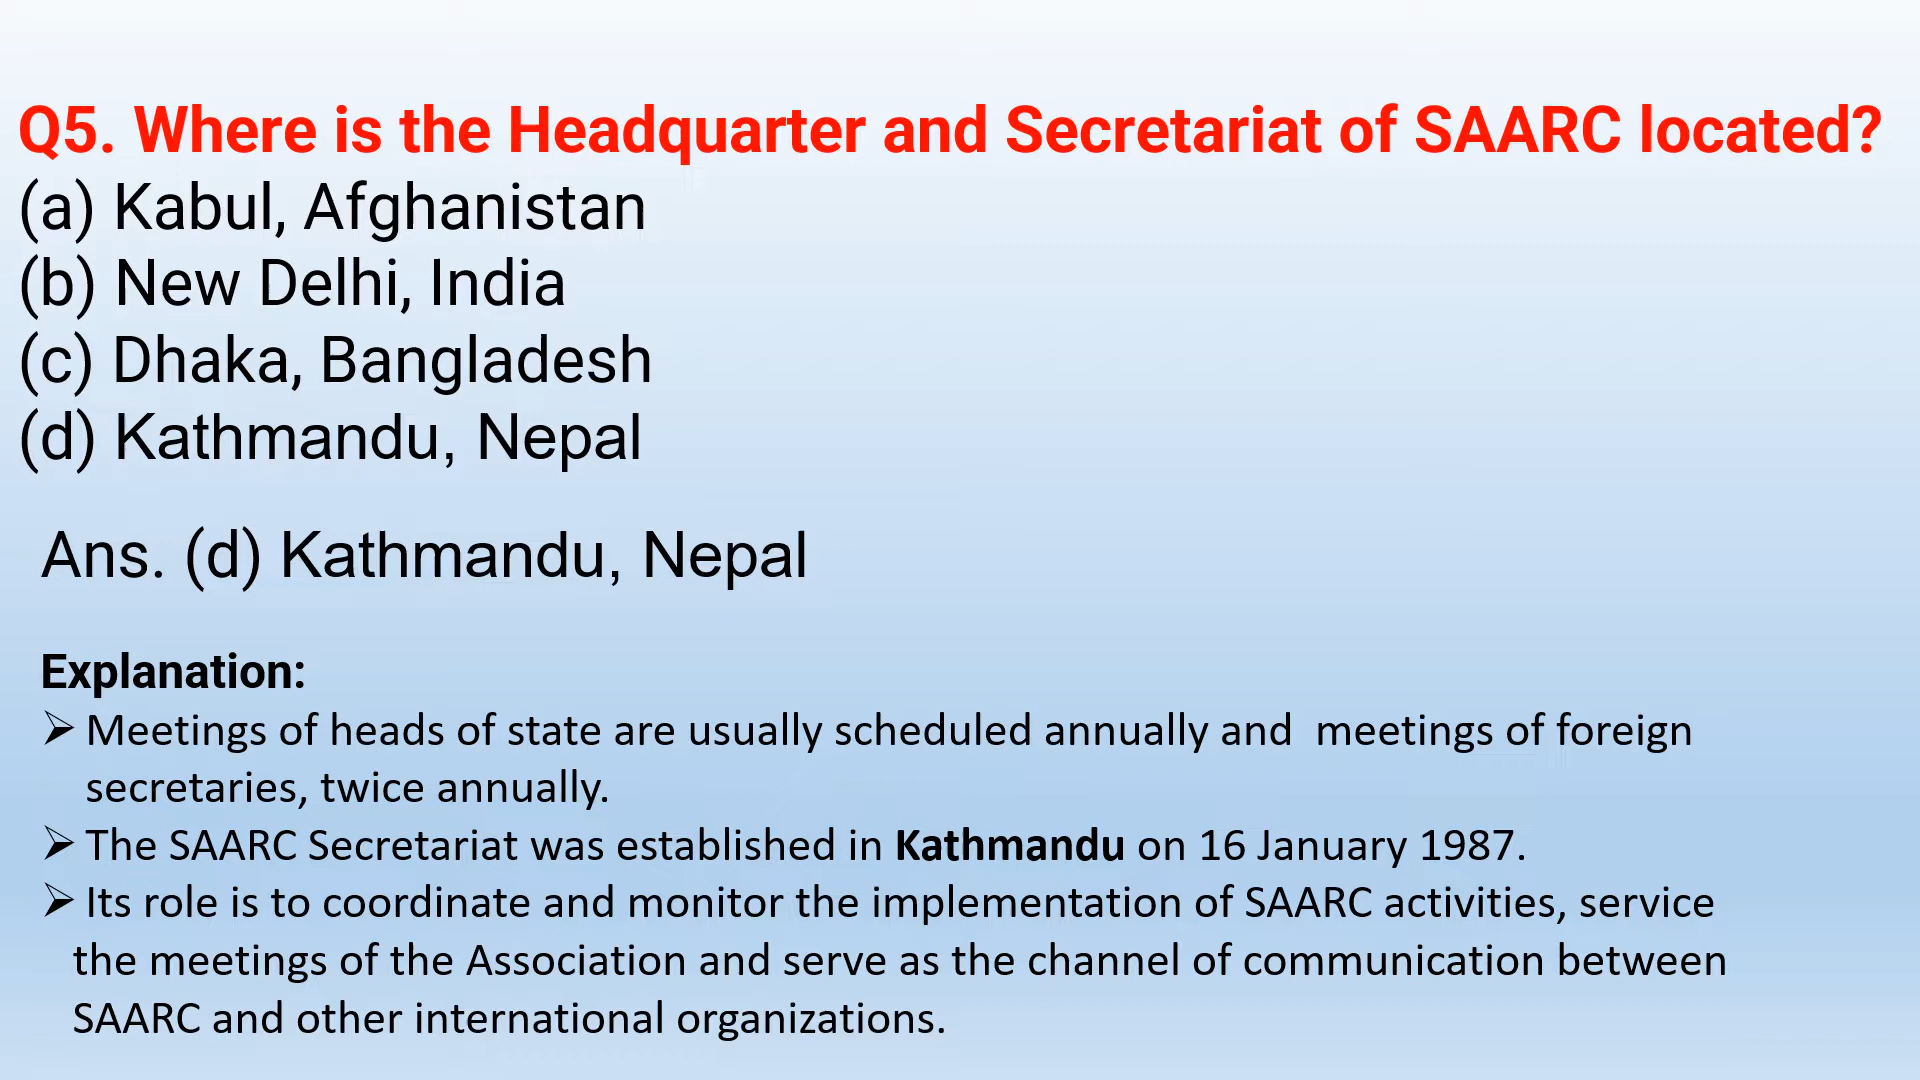 Q5. Where is the Headquarter and Secretariat of SAARC located?
(a) Kabul, Afghanistan
(b) New Delhi, India
(c) Dhaka, Bangladesh
(d) Kathmandu, Nepal
Ans. (d) Kathmandu, Nepal
Explanation:
➢ Meetings of heads of state are usually scheduled annually and  meetings of foreign
secretaries, twice annually.
➢ The SAARC Secretariat was established in Kathmandu on 16 January 1987.
➢ Its role is to coordinate and monitor the implementation of SAARC activities, service
the meetings of the Association and serve as the channel of communication between
SAARC and other international organizations.